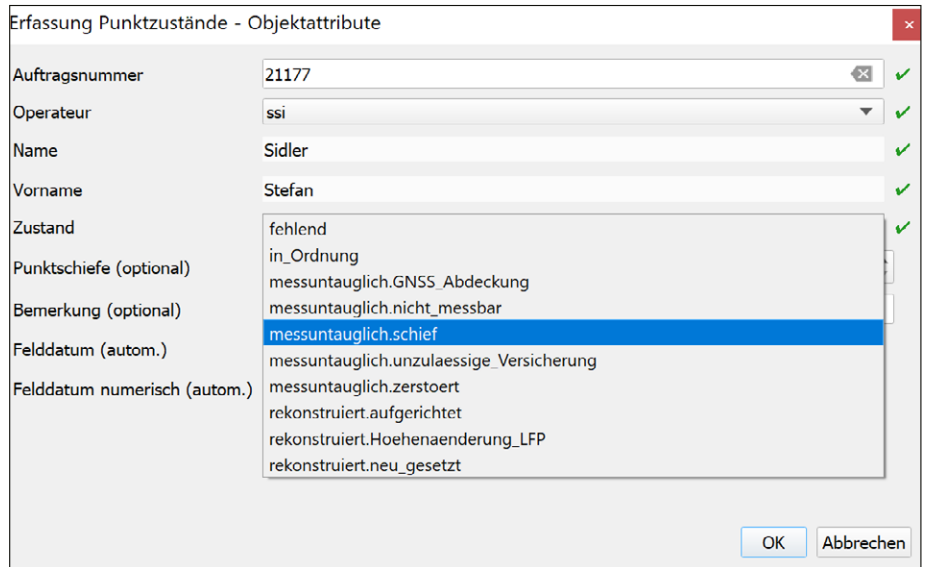 Erfassung Punktzustände - Objektattribute
Auftragsnummer 21177
Operateur ssi
Name Sidler
Vorname Stefan
Zustand
fehlend
in_Ordnung
Punktschiefe (optional)
messuntauglich.GNSS_Abdeckung
Bemerkung (optional)
messuntauglich.nicht_messbar
messuntauglich.schief
Felddatum (autom.)
messuntauglich.unzulaessige_Versicherung
Felddatum numerisch (autom.)
messuntauglich.zerstoert
rekonstruiert.aufgerichtet
rekonstruiert.Hoehenaenderung_LFP
rekonstruiert.neu_gesetzt
OK Abbrechen